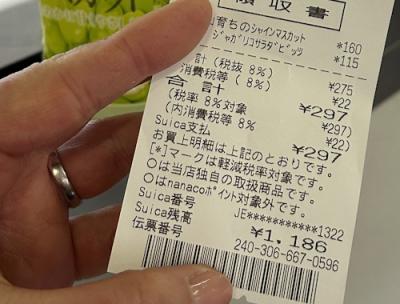 領収書
育ちのシャインマスカット *160
ジャガリコサラダビッツ *115
計 (税抜 8%) ¥275
消費税等 ( 8%) ¥22
合計 ¥297
(税率 8%対象 ¥297)
(内消費税等 8% ¥22)
Suica支払 ¥297
お買上明細は上記のとおりです。
[*]マークは軽減税率対象です。
〇は当店独自の取扱商品です。
〇はnanacoポイント対象外です。
Suica番号 JE***********1322
Suica残高 ¥1,186
伝票番号 240-306-667-0596